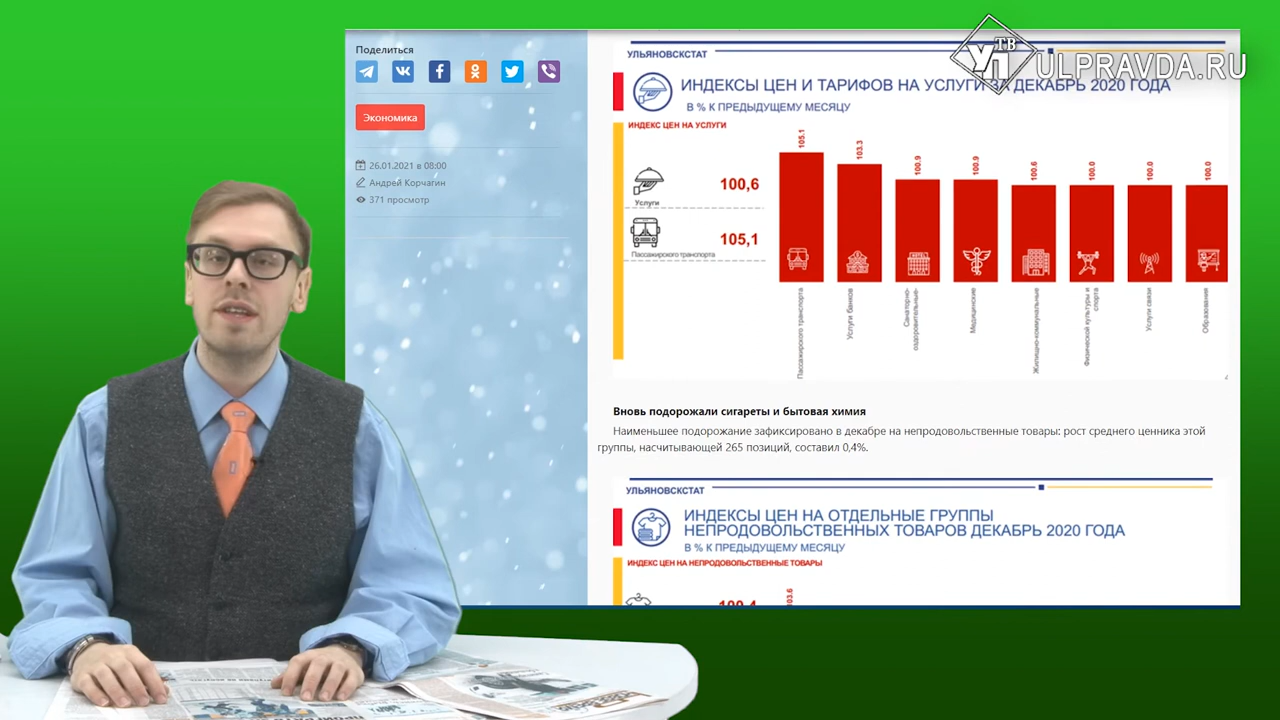 Поделиться
Экономика
26.01.2021 в 08:00
Андрей Корчагин
371 просмотр
УП ТВ
ULPRAVDA.RU
УЛЬЯНОВСКСТАТ
ИНДЕКСЫ ЦЕН И ТАРИФОВ НА УСЛУГИ ЗА ДЕКАБРЬ 2020 ГОДА
В % К ПРЕДЫДУЩЕМУ МЕСЯЦУ
ИНДЕКС ЦЕН НА УСЛУГИ
Услуги
100,6
Пассажирского транспорта
105,1
105.1
103.3
100.9
100.9
100.6
100.0
100.0
100.0
Пассажирского транспорта
Услуги банков
Санаторно-
оздоровительные-
Медицинские
Жилищно-коммунальные
Физической культуры и
спорта
Услуги связи
Образования
Вновь подорожали сигареты и бытовая химия
Наименьшее подорожание зафиксировано в декабре на непродовольственные товары: рост среднего ценника этой
группы, насчитывающей 265 позиций, составил 0,4%.
УЛЬЯНОВСКСТАТ
ИНДЕКСЫ ЦЕН НА ОТДЕЛЬНЫЕ ГРУППЫ
НЕПРОДОВОЛЬСТВЕННЫХ ТОВАРОВ ДЕКАБРЬ 2020 ГОДА
В % К ПРЕДЫДУЩЕМУ МЕСЯЦУ
ИНДЕКС ЦЕН НА НЕПРОДОВОЛЬСТВЕННЫЕ ТОВАРЫ
100,4
103.6